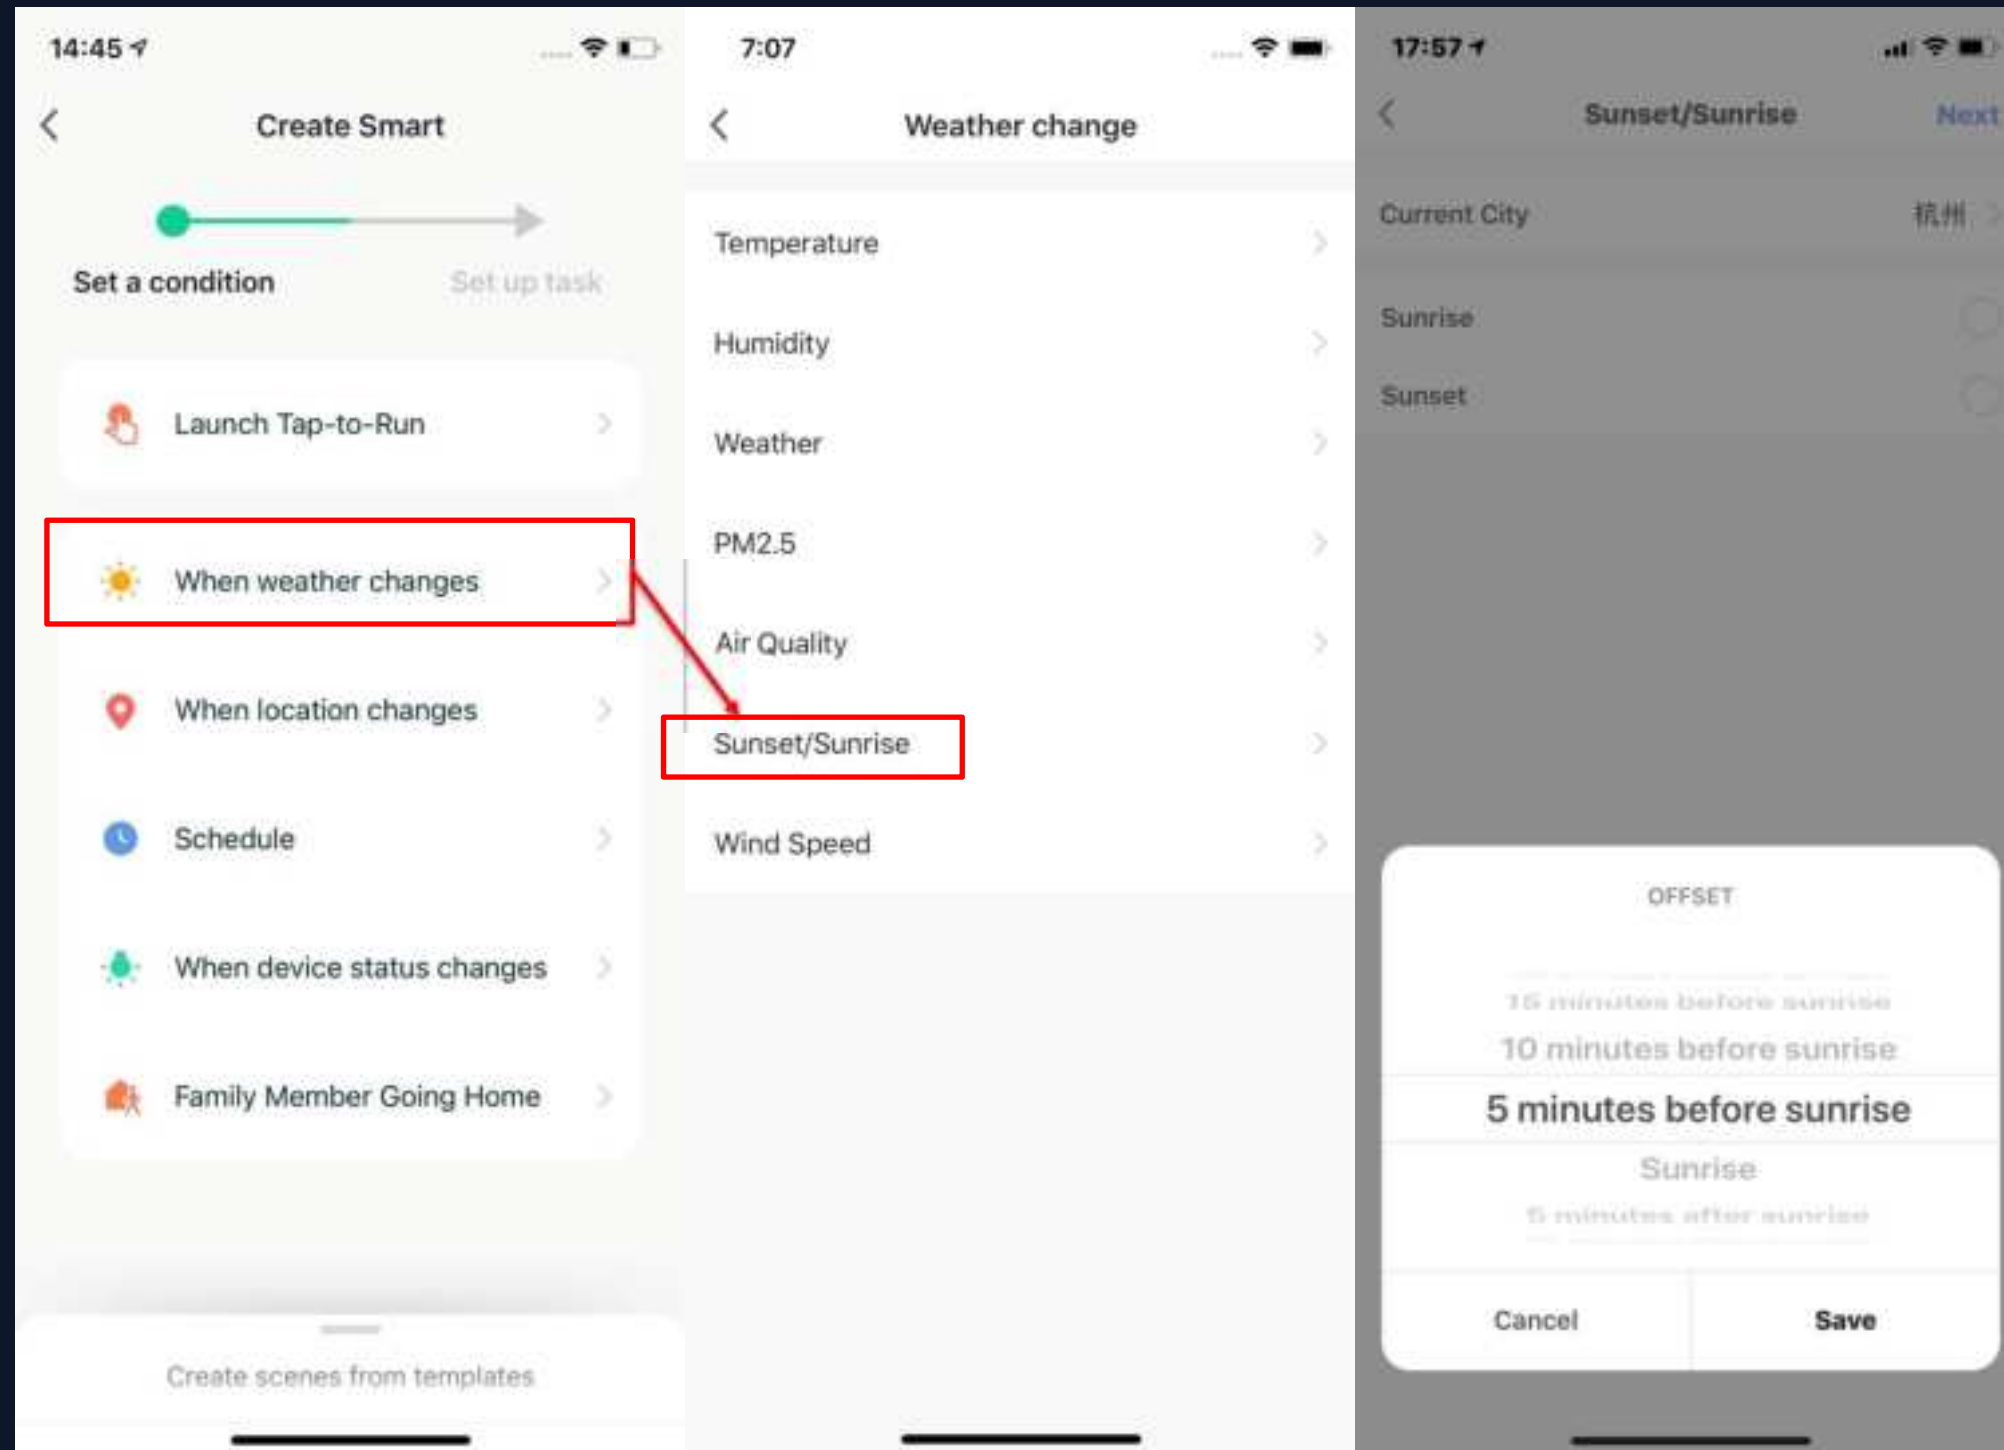 14:45
Create Smart
Set a condition
Set up task
Launch Tap-to-Run
When weather changes
When location changes
Schedule
When device status changes
Family Member Going Home
Create scenes from templates
7:07
Weather change
Temperature
Humidity
Weather
PM2.5
Air Quality
Sunset/Sunrise
Wind Speed
17:57
Sunset/Sunrise
Next
Current City
杭州
Sunrise
Sunset
OFFSET
15 minutes before sunrise
10 minutes before sunrise
5 minutes before sunrise
Sunrise
5 minutes after sunrise
Cancel
Save